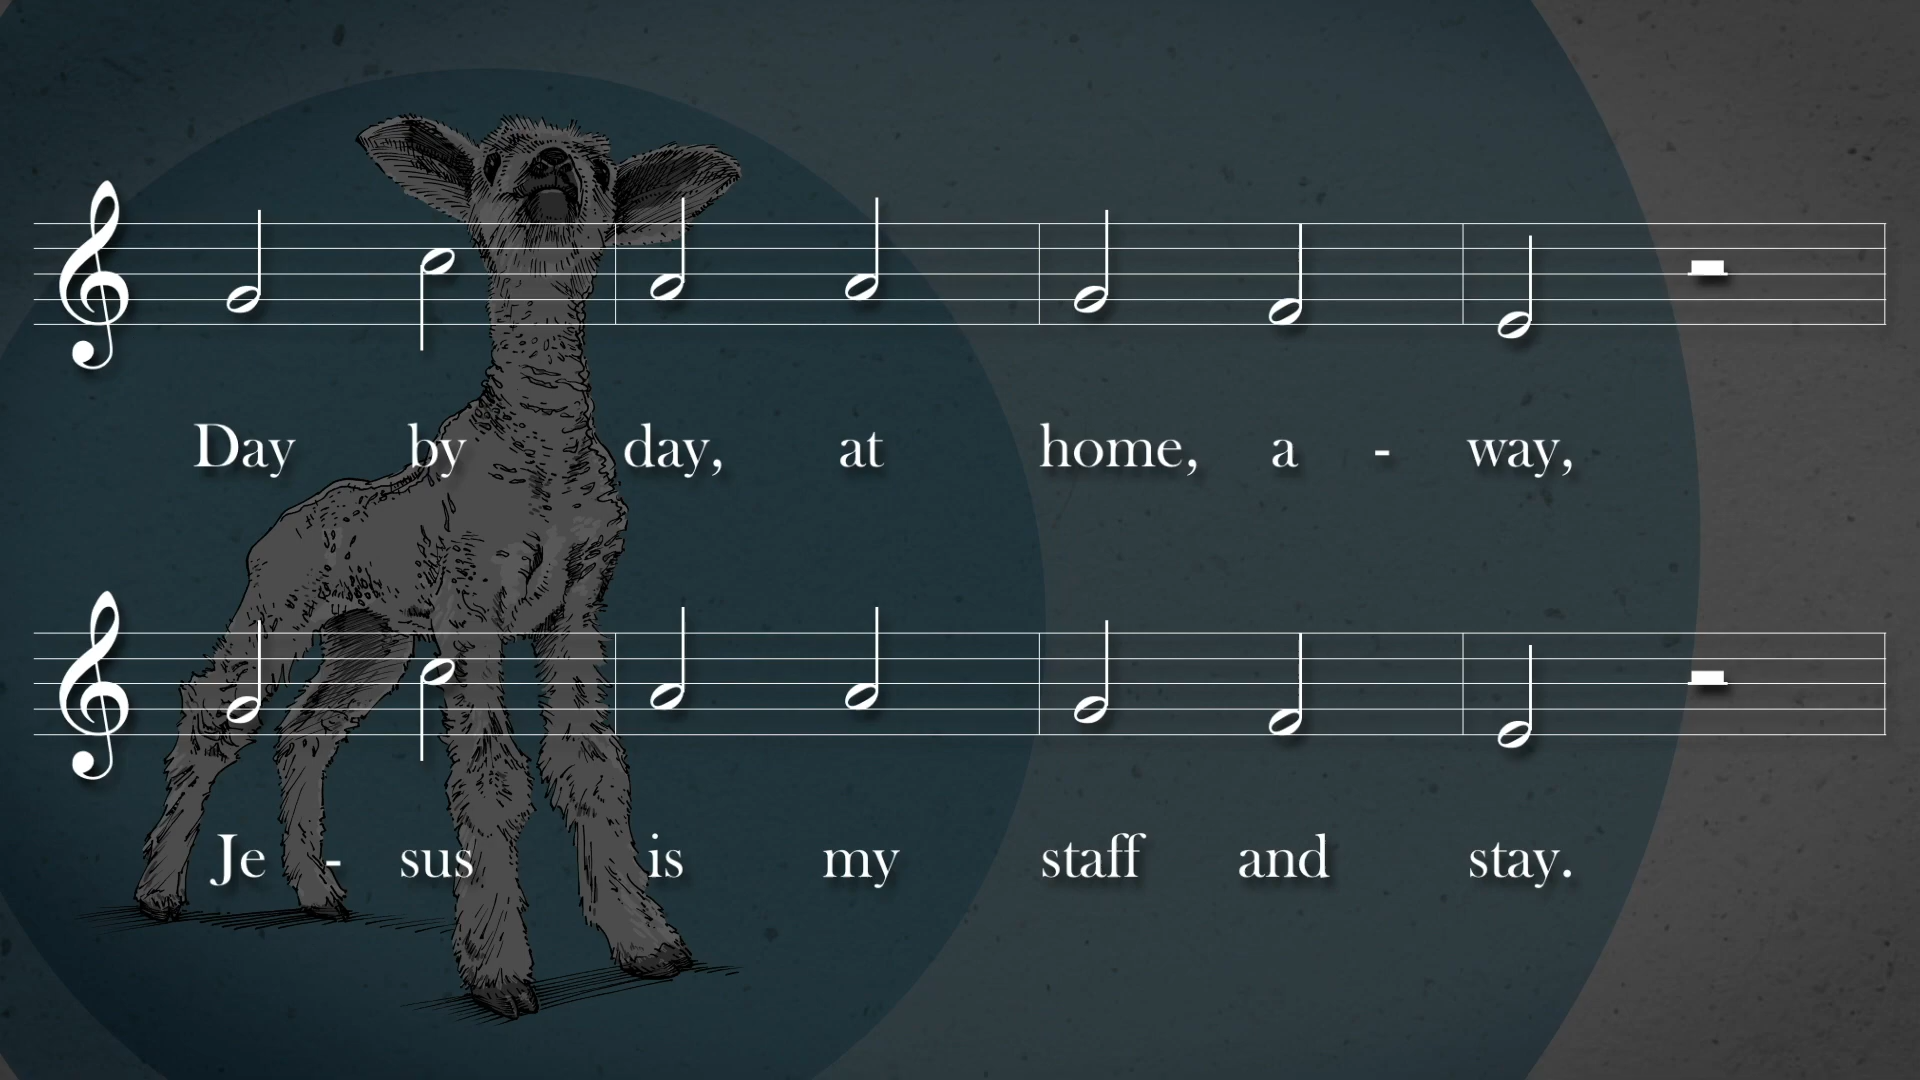 Day by day, at home, a - way,
Je - sus is my staff and stay.